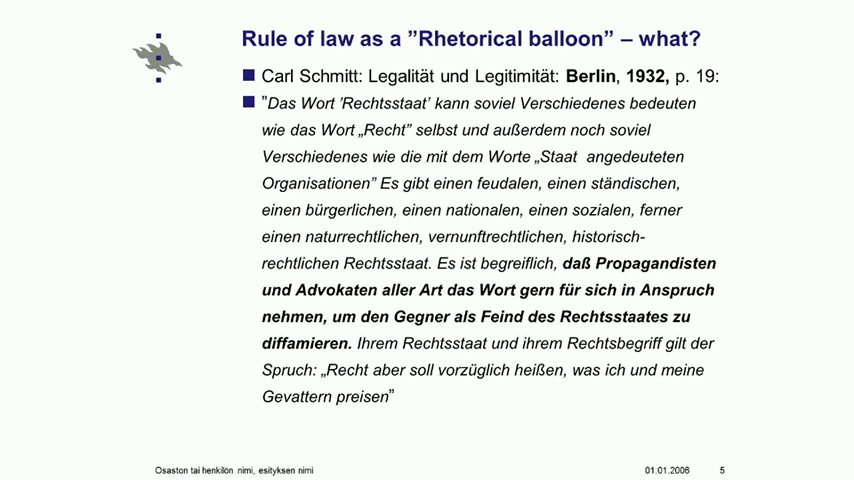 Rule of law as a ”Rhetorical balloon” – what?
Carl Schmitt: Legalität und Legitimität: Berlin, 1932, p. 19:
”Das Wort ’Rechtsstaat’ kann soviel Verschiedenes bedeuten
wie das Wort „Recht” selbst und außerdem noch soviel
Verschiedenes wie die mit dem Worte „Staat angedeuteten
Organisationen” Es gibt einen feudalen, einen ständischen,
einen bürgerlichen, einen nationalen, einen sozialen, ferner
einen naturrechtlichen, vernunftrechtlichen, historisch-
rechtlichen Rechtsstaat. Es ist begreiflich, daß Propagandisten
und Advokaten aller Art das Wort gern für sich in Anspruch
nehmen, um den Gegner als Feind des Rechtsstaates zu
diffamieren. Ihrem Rechtsstaat und ihrem Rechtsbegriff gilt der
Spruch: „Recht aber soll vorzüglich heißen, was ich und meine
Gevattern preisen”
Osaston tai henkilön nimi, esityksen nimi
01.01.2006
5